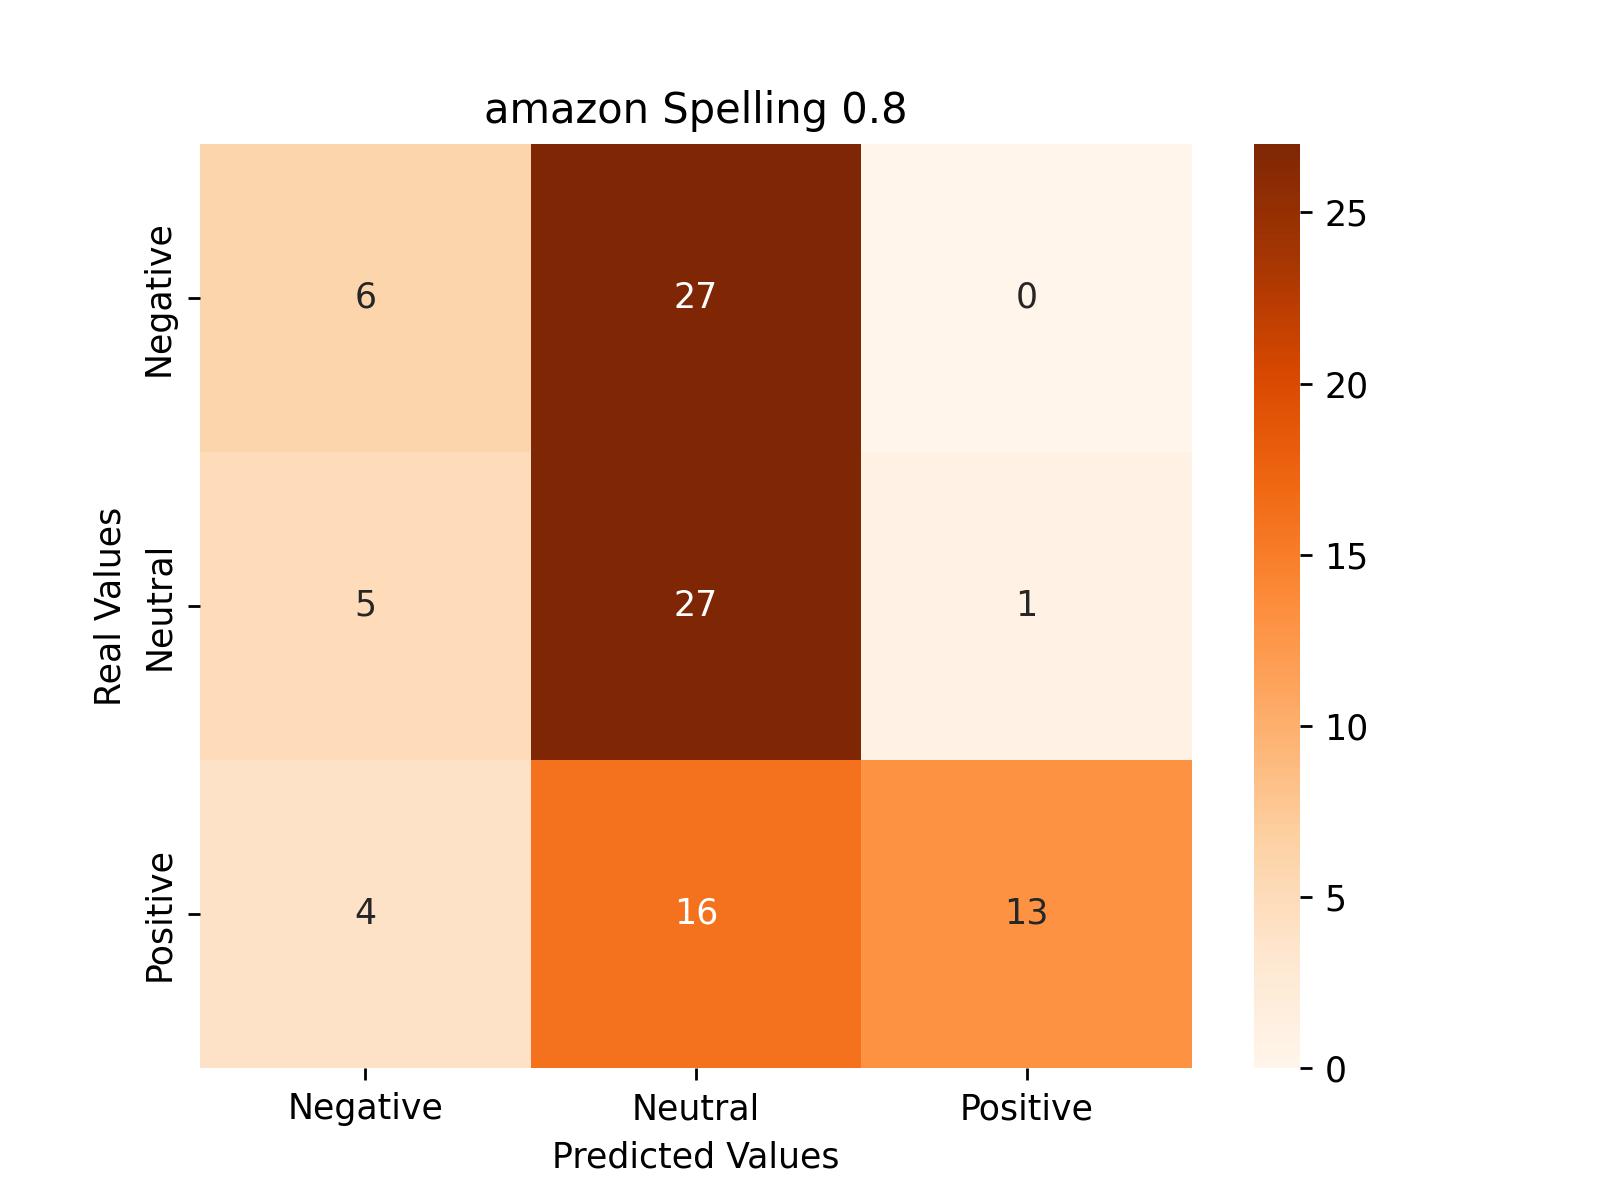 amazon Spelling 0.8
Real Values
Negative
6 27 0
Neutral
5 27 1
Positive
4 16 13
Negative Neutral Positive
Predicted Values
25
20
15
10
5
0